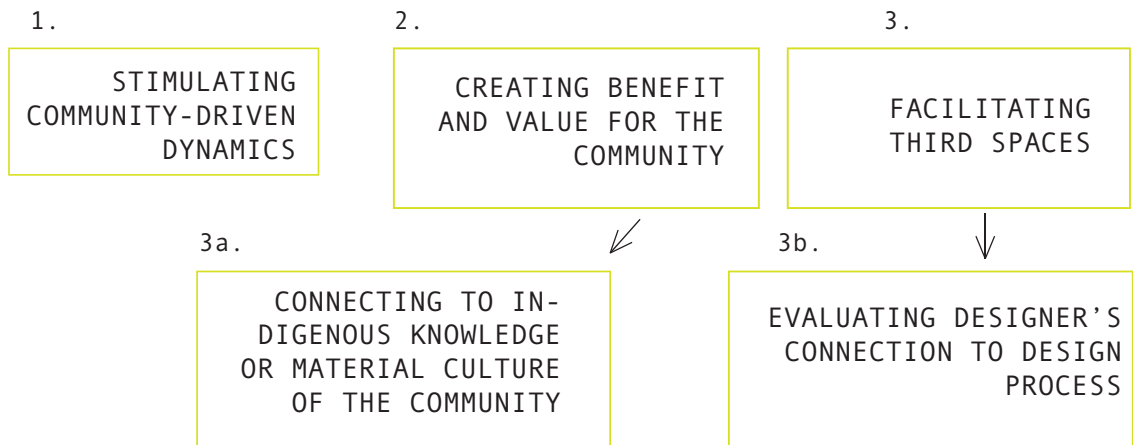 1.
STIMULATING
COMMUNITY-DRIVEN
DYNAMICS
2.
CREATING BENEFIT
AND VALUE FOR THE
COMMUNITY
3.
FACILITATING
THIRD SPACES
3a.
CONNECTING TO IN-
DIGENOUS KNOWLEDGE
OR MATERIAL CULTURE
OF THE COMMUNITY
3b.
EVALUATING DESIGNER’S
CONNECTION TO DESIGN
PROCESS